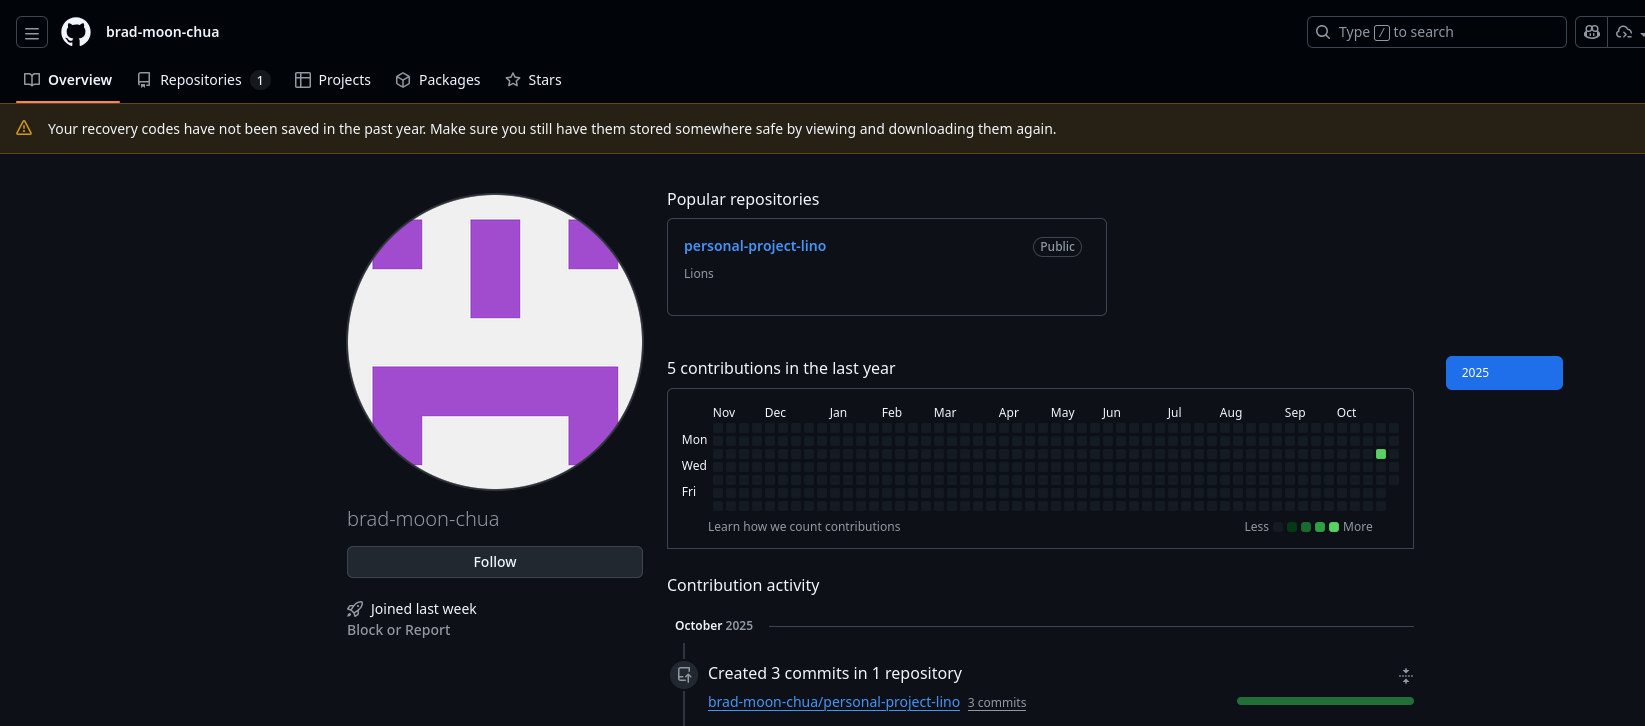 brad-moon-chua
Type / to search
Overview
Repositories 1
Projects
Packages
Stars
Your recovery codes have not been saved in the past year. Make sure you still have them stored somewhere safe by viewing and downloading them again.
brad-moon-chua
Follow
Joined last week
Block or Report
Popular repositories
personal-project-lino Public
Lions
5 contributions in the last year
2025
Nov Dec Jan Feb Mar Apr May Jun Jul Aug Sep Oct
Mon
Wed
Fri
Learn how we count contributions
Less More
Contribution activity
October 2025
Created 3 commits in 1 repository
brad-moon-chua/personal-project-lino 3 commits